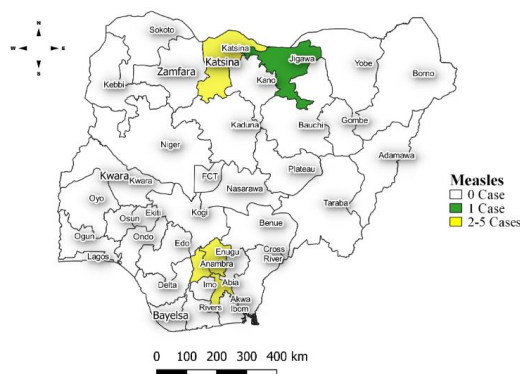 N
W E
S
Sokoto
Katsina
Zamfara
Katsina
Jigawa
Yobe
Borno
Kebbi
Kano
Gombe
Kaduna
Bauchi
Niger
Adamawa
Plateau
Kwara
Kwara
FCT
Nasarawa
Taraba
Oyo
Osun
Ekiti
Kogi
Benue
Ogun
Ondo
Edo
Enugu
Cross
River
Lagos
Anambra
Delta
Imo
Abia
Akwa
Ibom
Bayelsa
Rivers
Measles
0 Case
1 Case
2-5 Cases
0 100 200 300 400 km